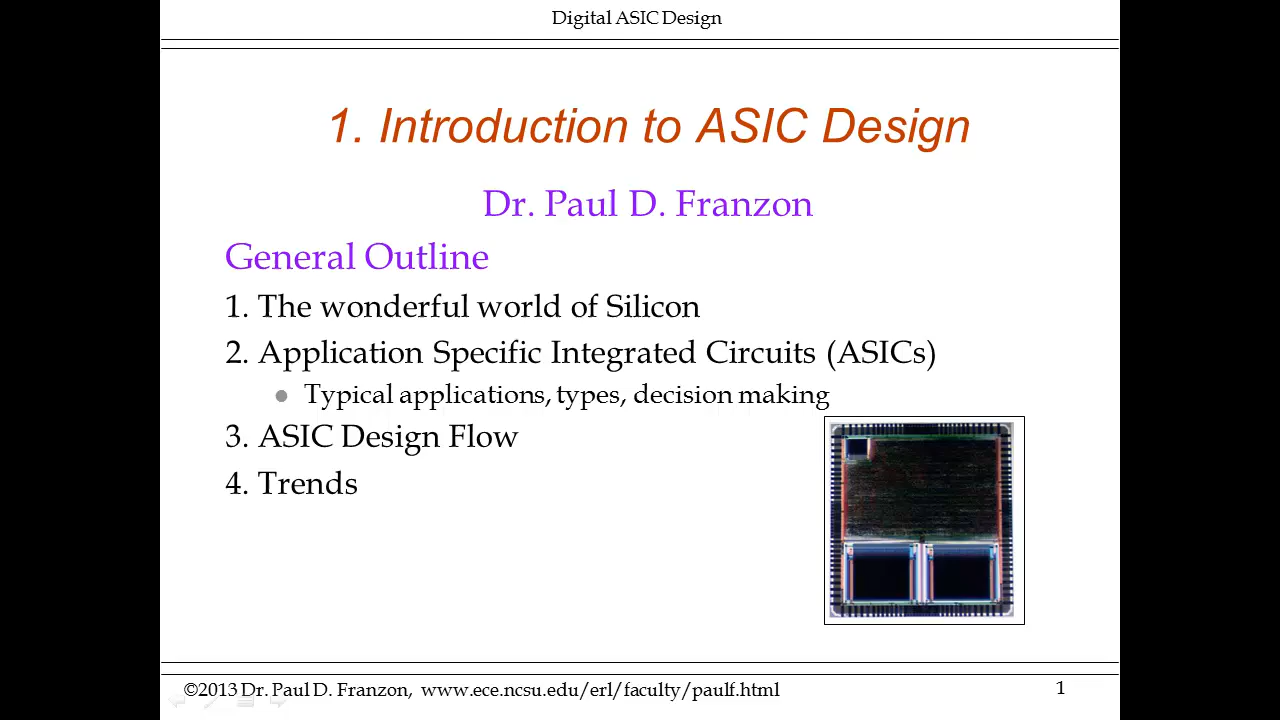 Digital ASIC Design
1. Introduction to ASIC Design
Dr. Paul D. Franzon
General Outline
1. The wonderful world of Silicon
2. Application Specific Integrated Circuits (ASICs)
● Typical applications, types, decision making
3. ASIC Design Flow
4. Trends
©2013 Dr. Paul D. Franzon, www.ece.ncsu.edu/erl/faculty/paulf.html
1